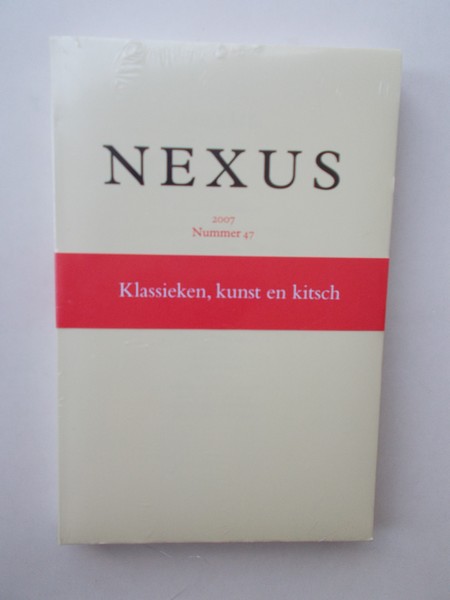 NEXUS
2007
Nummer 47
Klassieken, kunst en kitsch